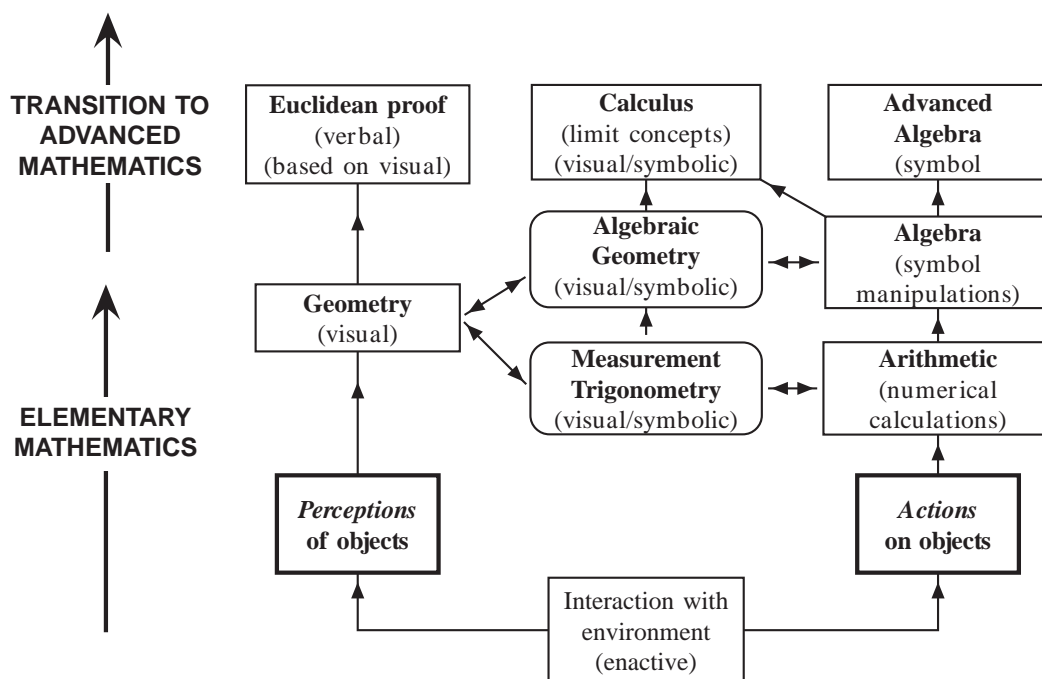 TRANSITION TO
ADVANCED
MATHEMATICS
Euclidean proof
(verbal)
(based on visual)
Calculus
(limit concepts)
(visual/symbolic)
Advanced
Algebra
(symbol
Algebraic
Geometry
(visual/symbolic)
Algebra
(symbol
manipulations)
Geometry
(visual)
Measurement
Trigonometry
(visual/symbolic)
Arithmetic
(numerical
calculations)
ELEMENTARY
MATHEMATICS
Perceptions
of objects
Actions
on objects
Interaction with
environment
(enactive)